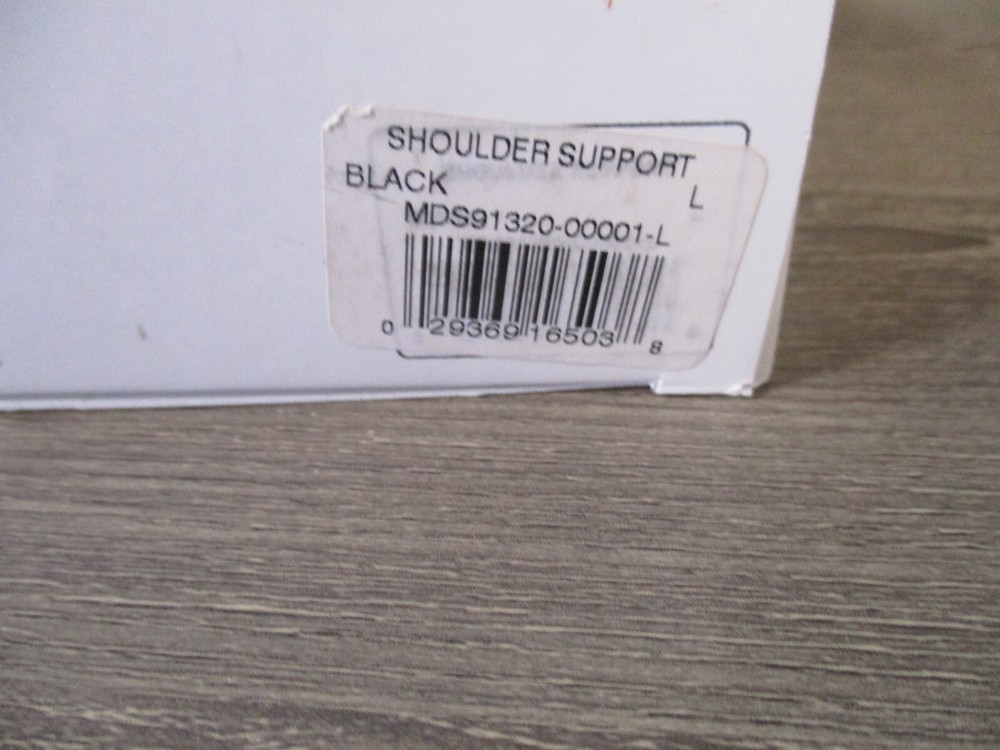 SHOULDER SUPPORT
BLACK L
MDS91320-00001-L
0 29369 16503 8